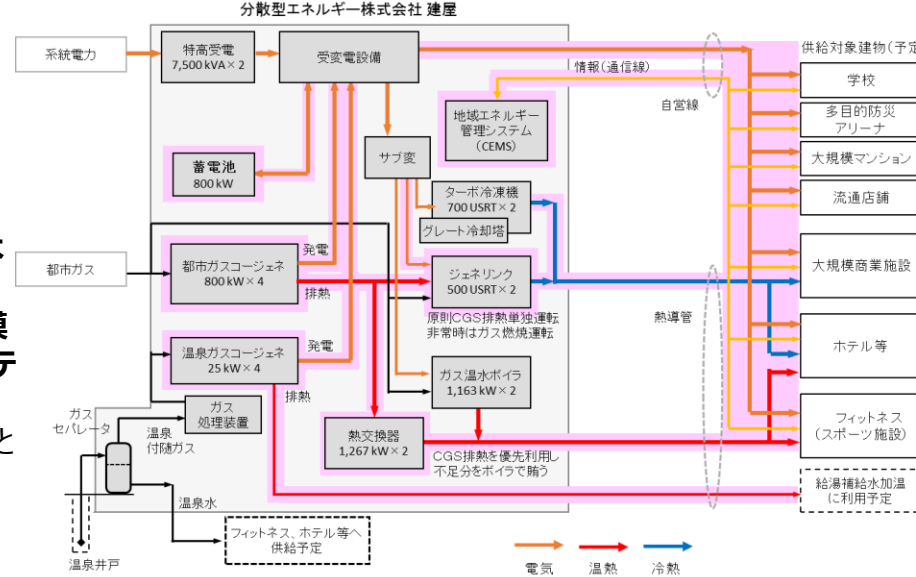 分散型エネルギー株式会社 建屋
系統電力
特高受電
7,500 kVA×2
受変電設備
供給対象建物(予定
情報(通信線)
自営線
学校
多目的防災
アリーナ
大規模マンション
流通店舗
大規模商業施設
ホテル等
フィットネス
(スポーツ施設)
給湯補給水加温
に利用予定
地域エネルギー
管理システム
(CEMS)
蓄電池
800 kW
サブ変
ターボ冷凍機
700 USRT×2
グレート冷却塔
都市ガス
都市ガスコージェネ
800 kW×4
発電
排熱
ジェネリンク
500 USRT×2
原則CGS排熱単独運転
非常時はガス燃焼運転
熱導管
温泉ガスコージェネ
25 kW×4
発電
排熱
ガス温水ボイラ
1,163 kW×2
ガス
処理装置
ガス
セパレータ
温泉
付随ガス
熱交換器
1,267 kW×2
CGS排熱を優先利用し
不足分をボイラで賄う
温泉水
フィットネス、ホテル等へ
供給予定
温泉井戸
電気
温熱
冷熱
テ
と